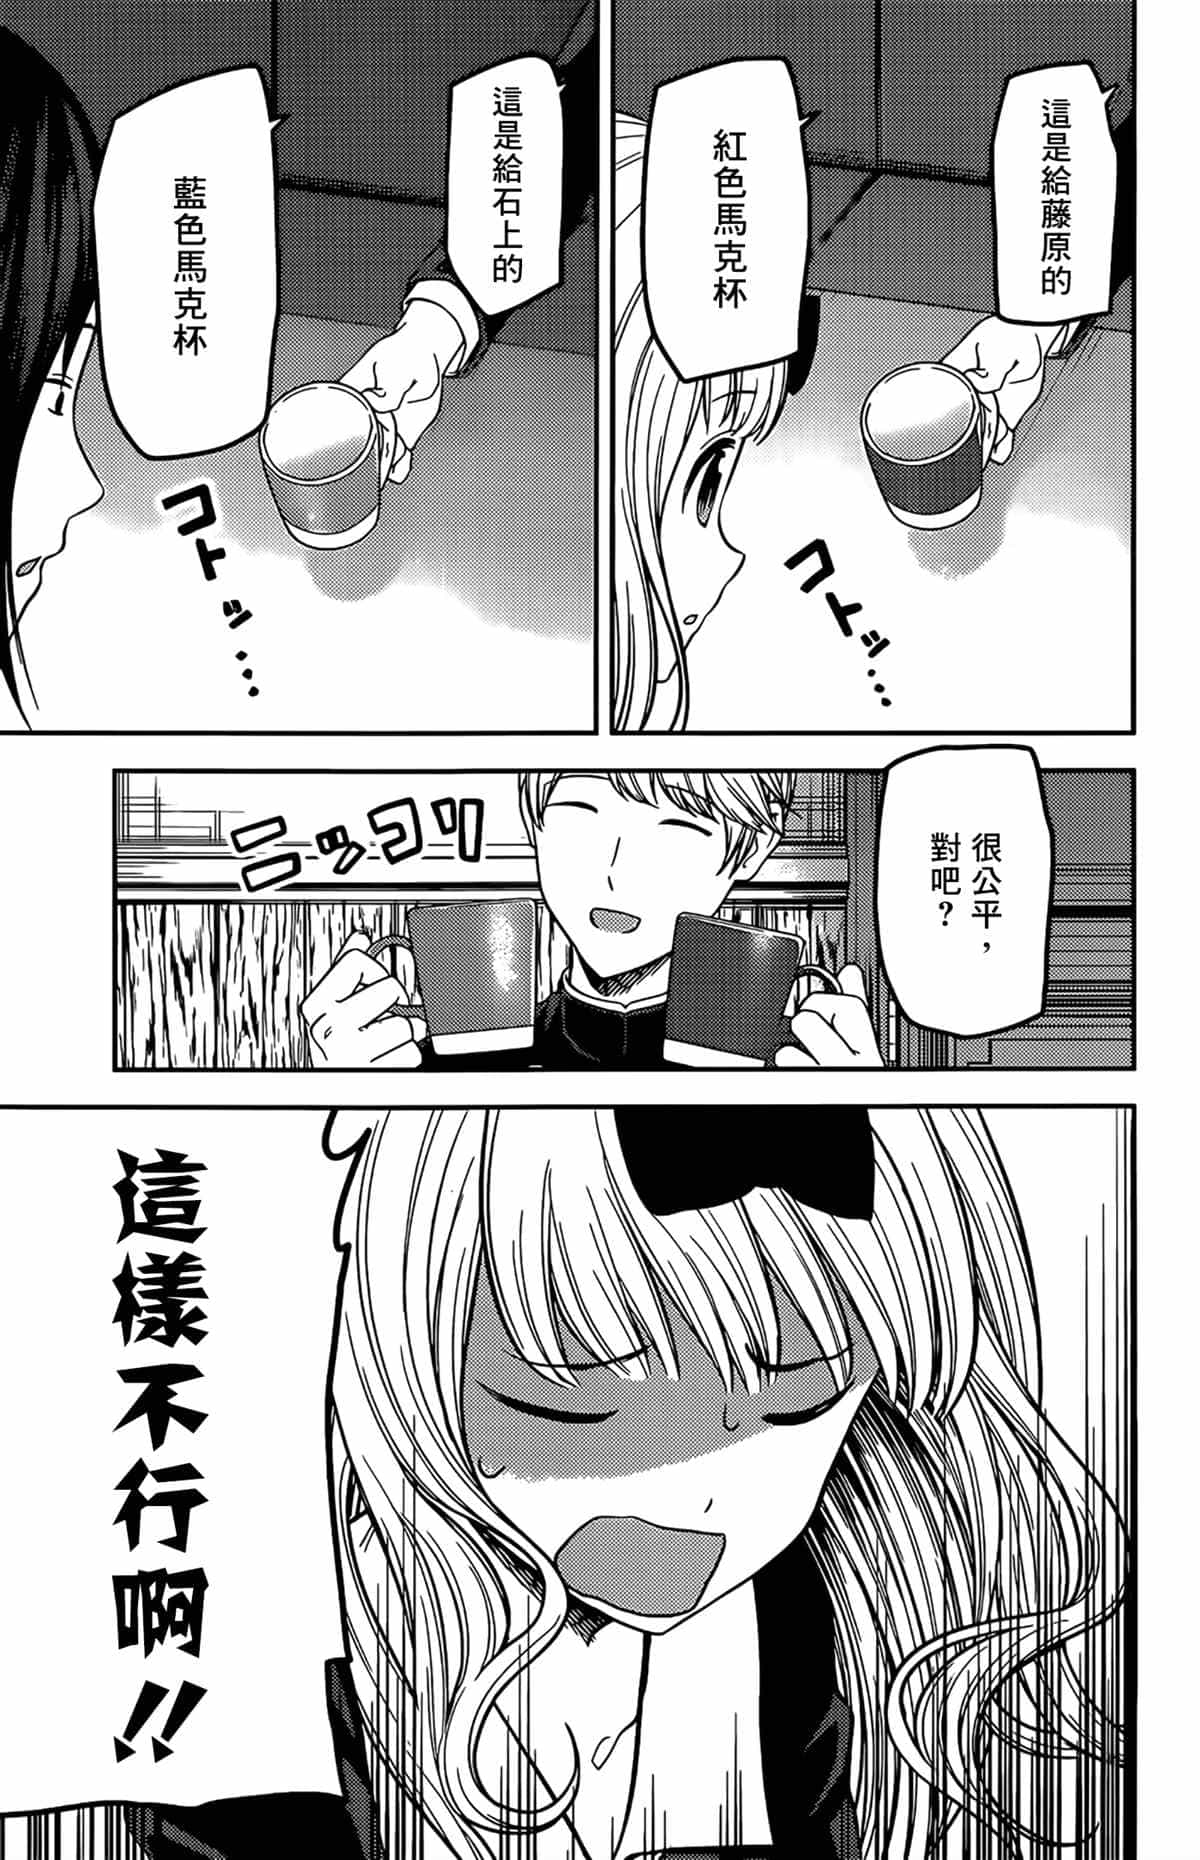 這是給藤原的
紅色馬克杯
コトッ…
這是給石上的
藍色馬克杯
コトッ…
很公平，
對吧？
ニッコリ
這樣不行啊!!